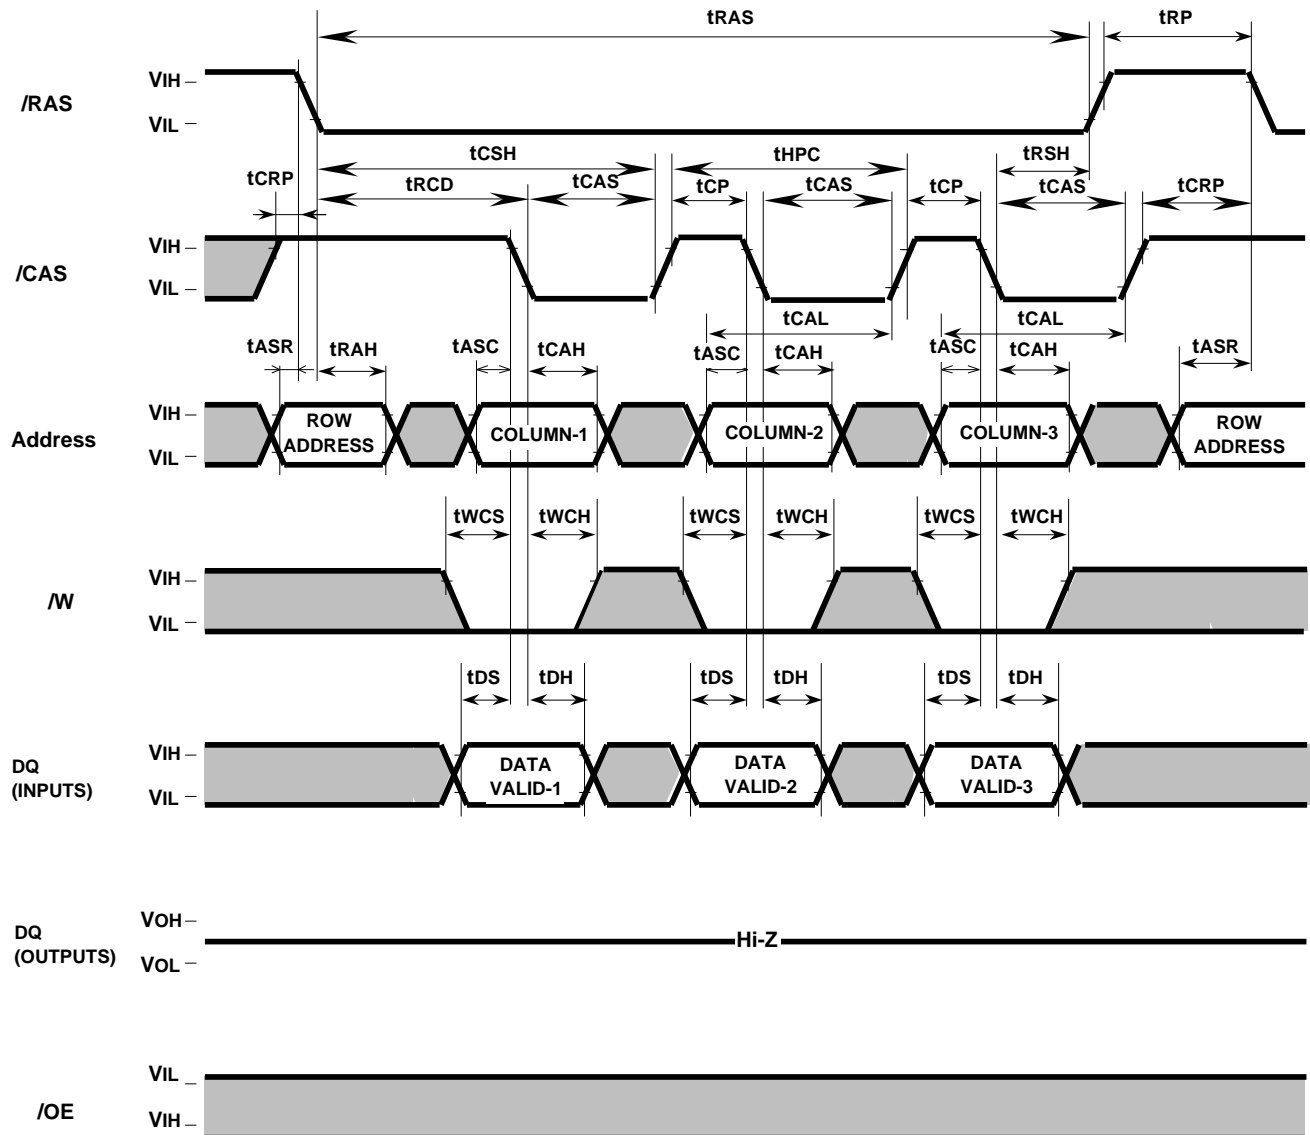 tRAS tRP
VIH
/RAS
VIL
tCSH tHPC tRSH
tCRP tRCD tCAS tCP tCAS tCP tCAS tCRP
VIH
/CAS
VIL
tCAL tCAL
tASR tRAH tASC tCAH tASC tCAH tASC tCAH tASR
VIH
Address
VIL
ROW ADDRESS
COLUMN-1
COLUMN-2
COLUMN-3
ROW ADDRESS
tWCS tWCH tWCS tWCH tWCS tWCH
VIH
/W
VIL
tDS tDH tDS tDH tDS tDH
VIH
DQ
(INPUTS)
VIL
DATA
VALID-1
DATA
VALID-2
DATA
VALID-3
VOH
DQ
(OUTPUTS)
VOL
Hi-Z
VIL
/OE
VIH